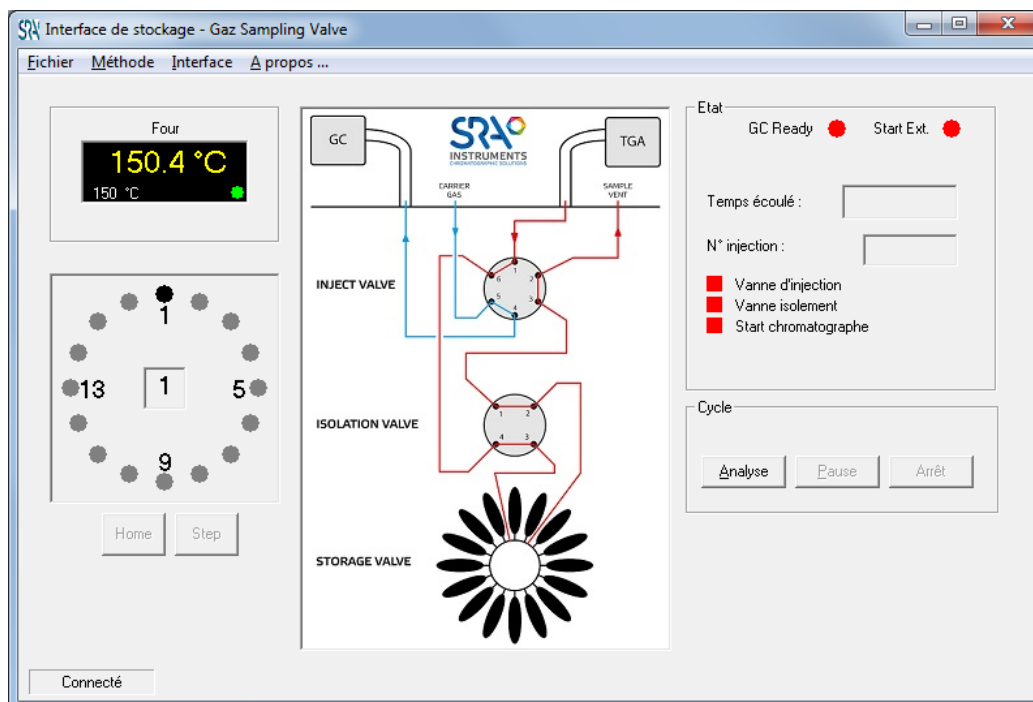 SRA Interface de stockage - Gaz Sampling Valve
Fichier Méthode Interface A propos ...
Four
150.4 °C
150 °C
1
5
9
13
1
Home Step
GC
SRA
INSTRUMENTS
CHROMATOGRAPHIC SOLUTIONS
TGA
CARRIER
GAS
SAMPLE
VENT
INJECT VALVE
1
6 2
5 3
4
ISOLATION VALVE
1 2
4 3
STORAGE VALVE
Etat
GC Ready Start Ext.
Temps écoulé :
N° injection :
Vanne d'injection
Vanne isolement
Start chromatographe
Cycle
Analyse Pause Arrêt
Connecté